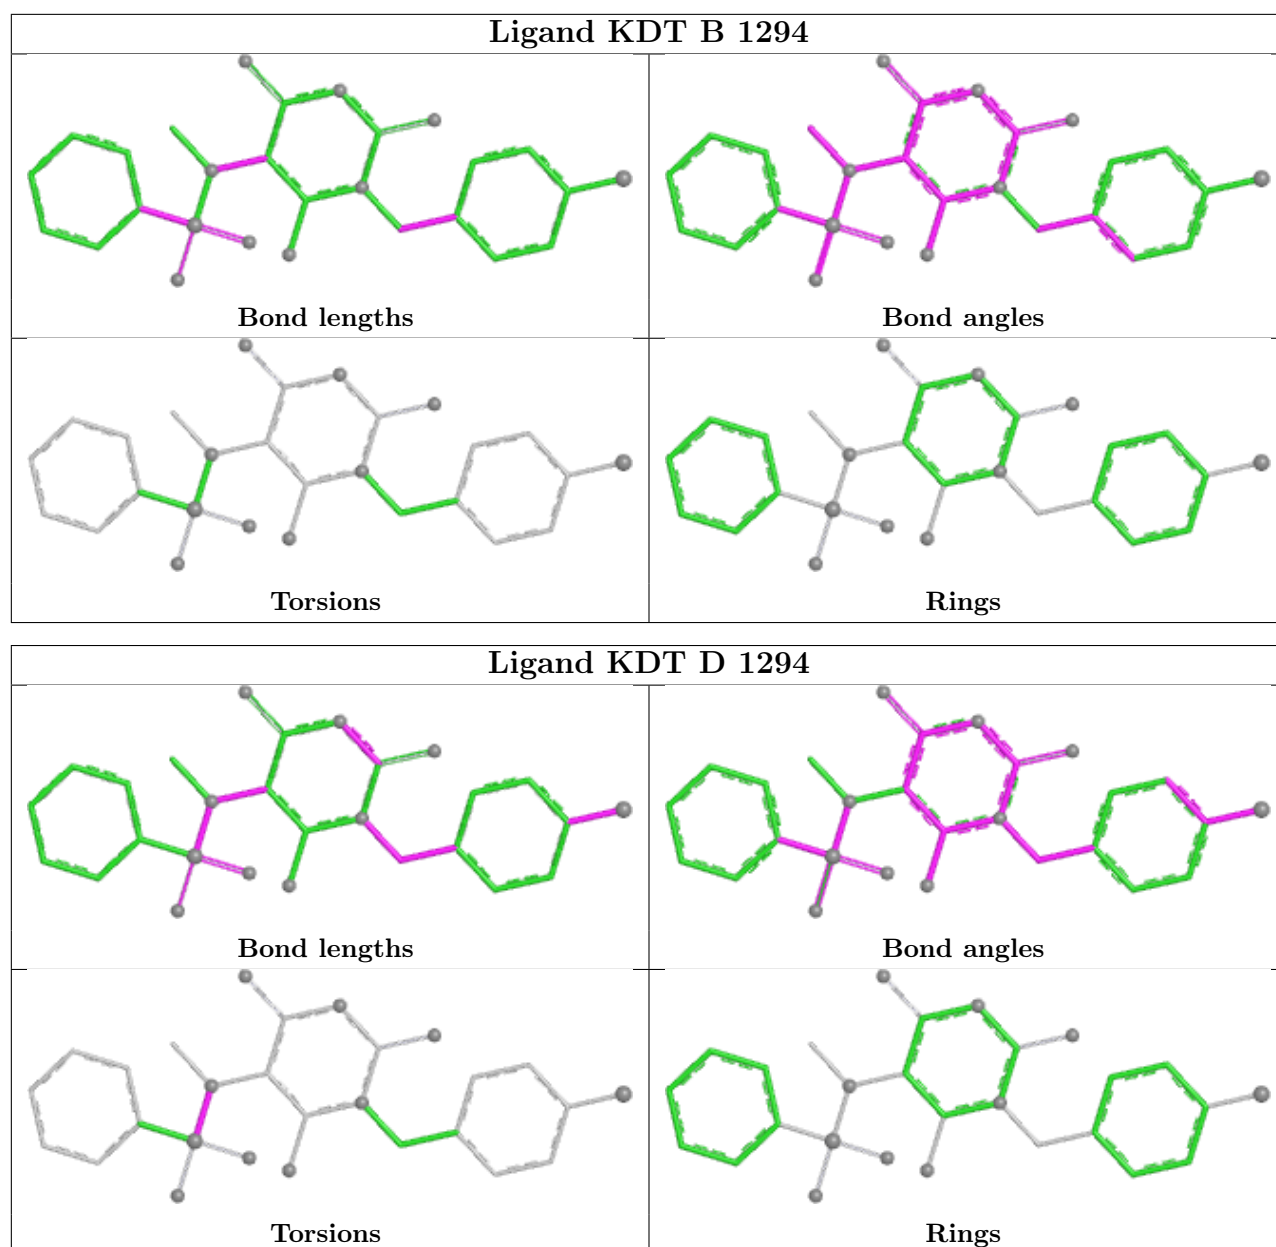 Ligand KDT B 1294
Bond lengths
Bond angles
Torsions
Rings
Ligand KDT D 1294
Bond lengths
Bond angles
Torsions
Rings